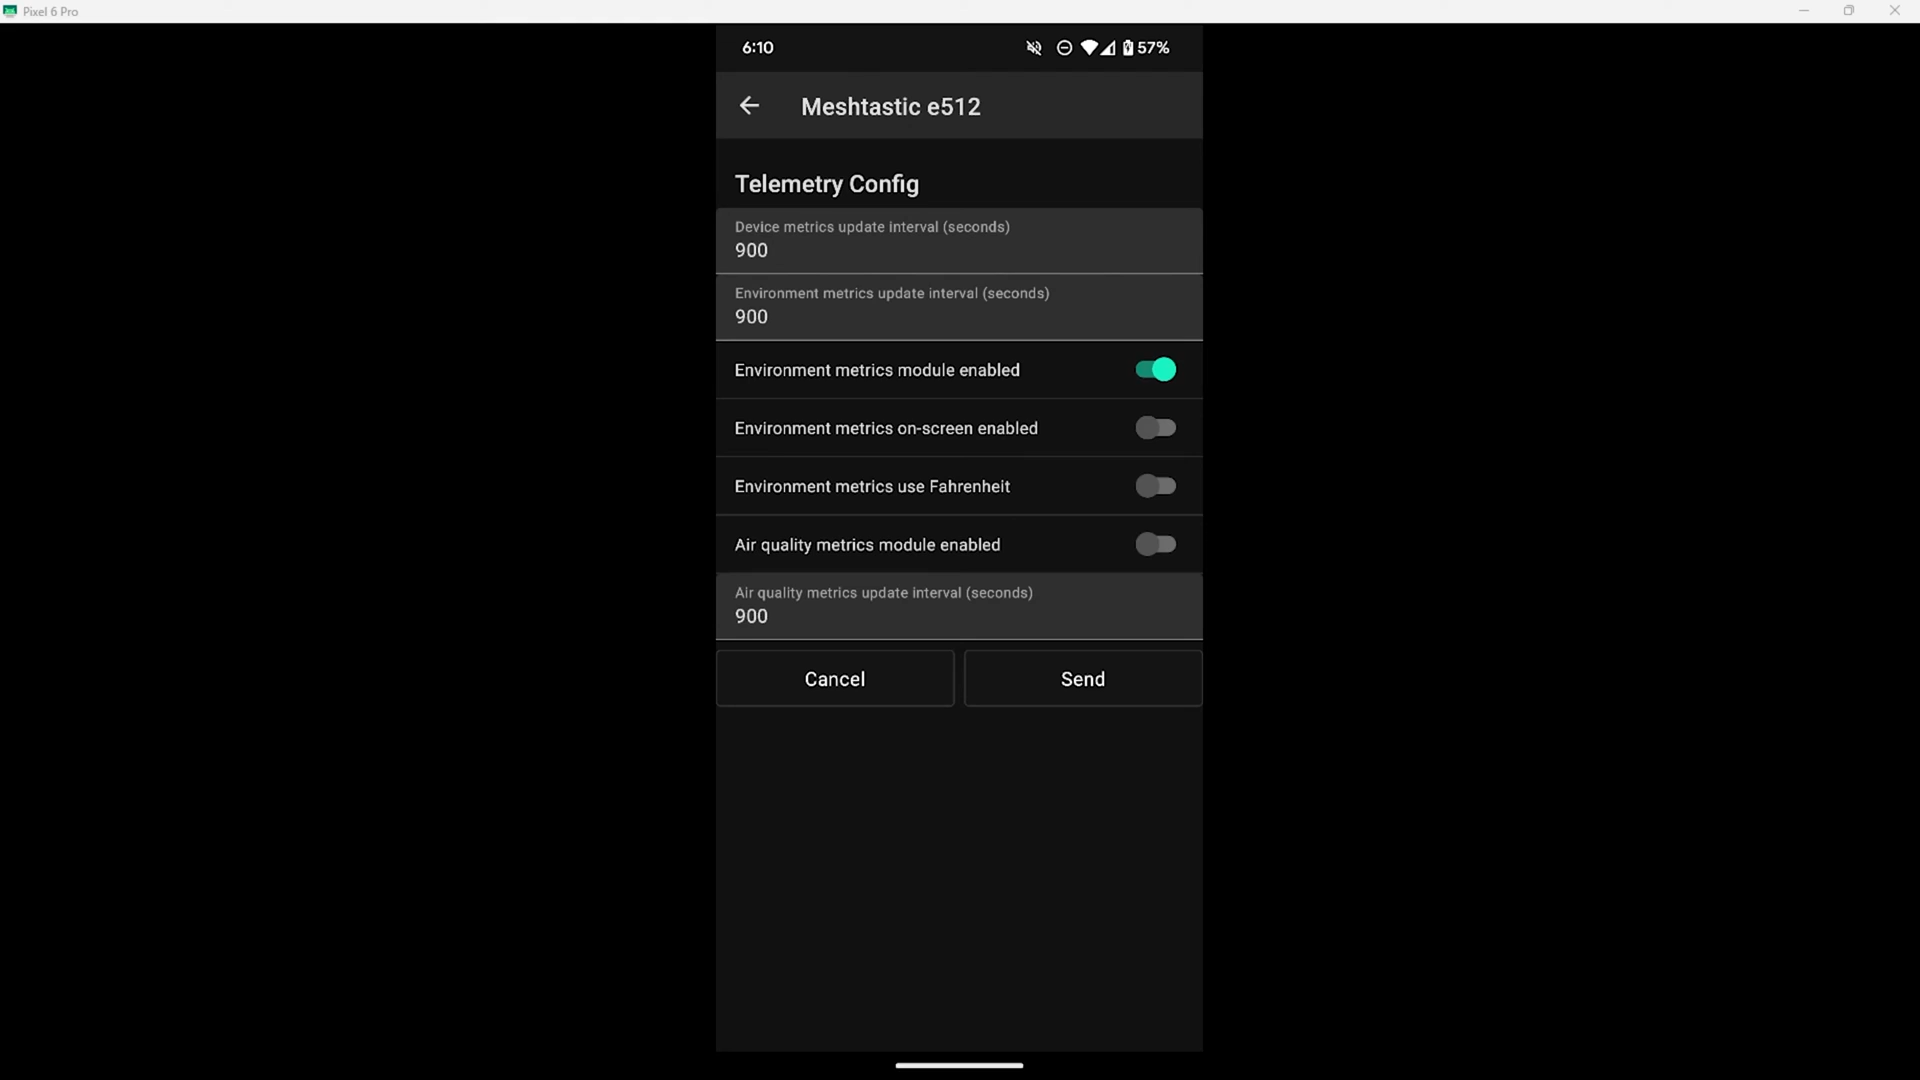 Pixel 6 Pro
6:10
57%
Meshtastic e512
Telemetry Config
Device metrics update interval (seconds)
900
Environment metrics update interval (seconds)
900
Environment metrics module enabled
Environment metrics on-screen enabled
Environment metrics use Fahrenheit
Air quality metrics module enabled
Air quality metrics update interval (seconds)
900
Cancel
Send